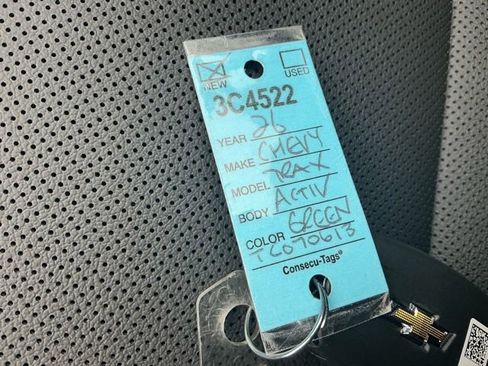 NEW USED
3C4522
YEAR 26
MAKE CHEVY
MODEL TRAX
BODY ACTIV
COLOR GREEN
TC070613
Consecu-Tags®